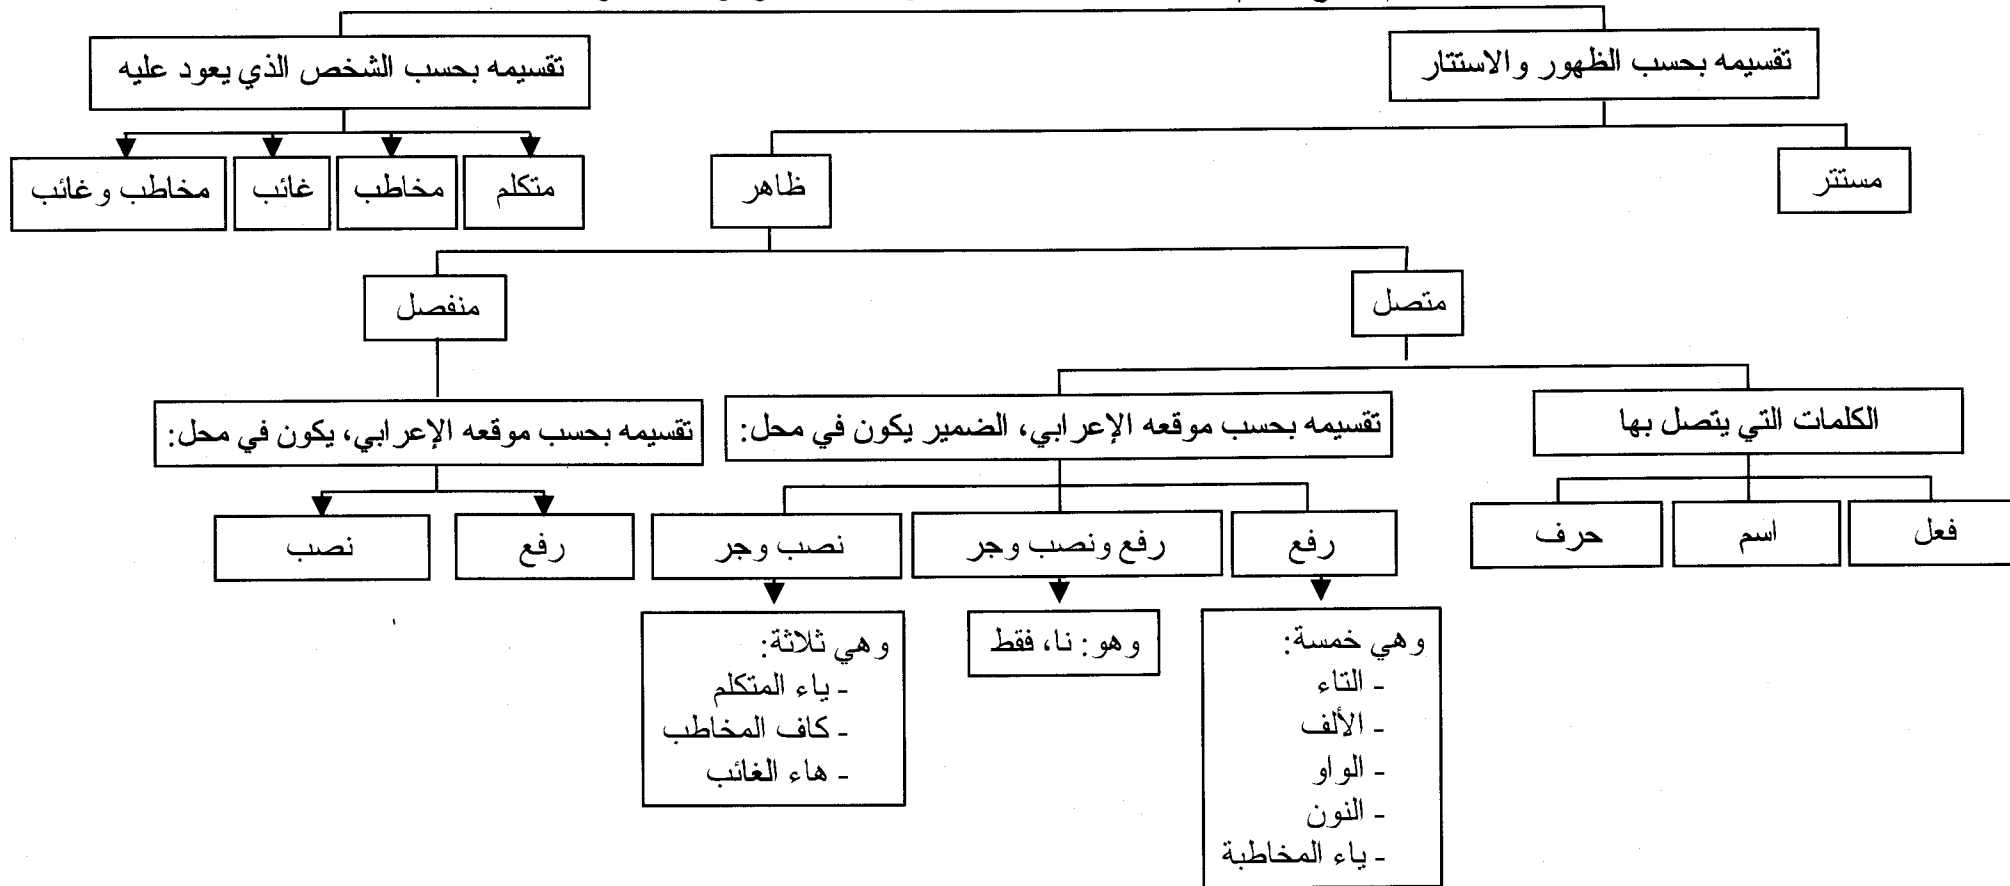 تقسيمه بحسب الظهور والاستتار
تقسيمه بحسب الشخص الذي يعود عليه
مستتر
ظاهر
متكلم
مخاطب
غائب
مخاطب وغائب
متصل
منفصل
الكلمات التي يتصل بها
تقسيمه بحسب موقعه الإعرابي، الضمير يكون في محل:
تقسيمه بحسب موقعه الإعرابي، يكون في محل:
فعل
اسم
حرف
رفع
رفع ونصب وجر
نصب وجر
رفع
نصب
وهي خمسة:
- التاء
- الألف
- الواو
- النون
- ياء المخاطبة
وهو: نا، فقط
وهي ثلاثة:
- ياء المتكلم
- كاف المخاطب
- هاء الغائب